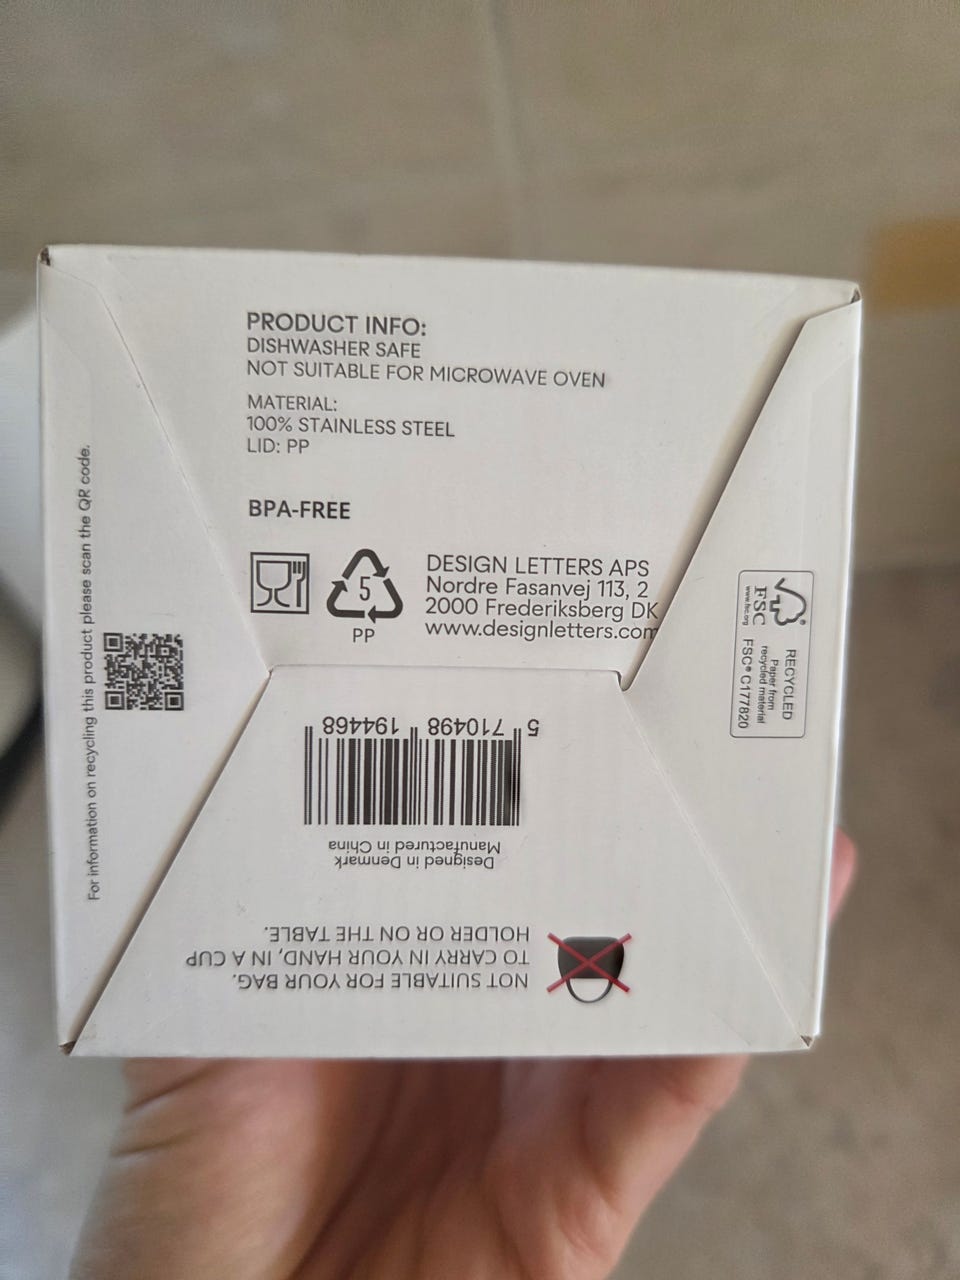 PRODUCT INFO:
DISHWASHER SAFE
NOT SUITABLE FOR MICROWAVE OVEN
MATERIAL:
100% STAINLESS STEEL
LID: PP
BPA-FREE
5
PP
DESIGN LETTERS APS
Nordre Fasanvej 113, 2
2000 Frederiksberg DK
www.designletters.com
For information on recycling this product please scan the QR code.
FSC
www.fsc.org
RECYCLED
Paper from
recycled material
FSC® C177820
NOT SUITABLE FOR YOUR BAG.
TO CARRY IN YOUR HAND, IN A CUP
HOLDER OR ON THE TABLE.
Designed in Denmark
Manufactured in China
5 710498 194468